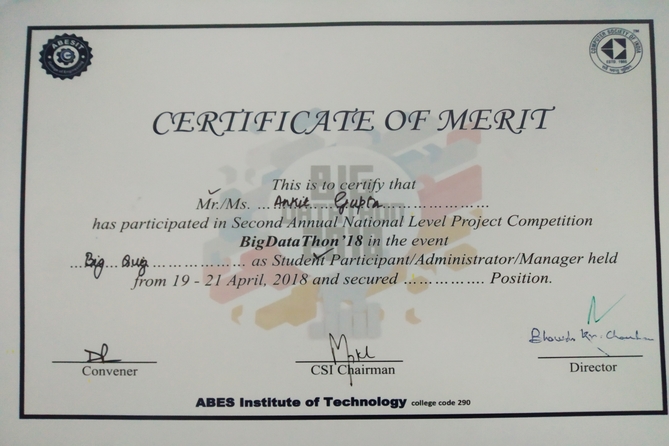 ABESIT
COMPUTER SOCIETY OF INDIA
ESTD. 1965
CERTIFICATE OF MERIT
This is to certify that
Mr./Ms. ...Ankit.....Gupta.....................
has participated in Second Annual National Level Project Competition
BigDataThon'18 in the event
...Big...Bug..................... as Student Participant/Administrator/Manager held
from 19 - 21 April, 2018 and secured ................ Position.
Convener
CSI Chairman
Director
ABES Institute of Technology college code 290